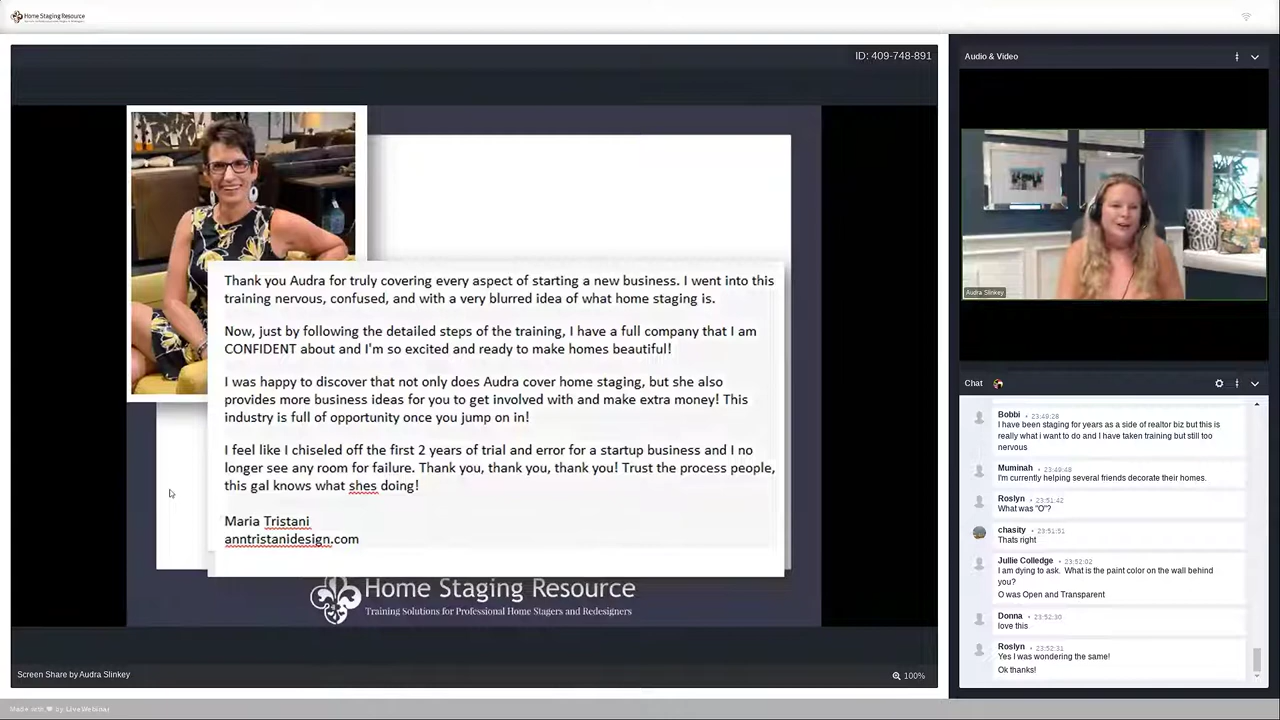 Home Staging Resource
ID: 409-748-891
Thank you Audra for truly covering every aspect of starting a new business. I went into this
training nervous, confused, and with a very blurred idea of what home staging is.
Now, just by following the detailed steps of the training, I have a full company that I am
CONFIDENT about and I'm so excited and ready to make homes beautiful!
I was happy to discover that not only does Audra cover home staging, but she also
provides more business ideas for you to get involved with and make extra money! This
industry is full of opportunity once you jump on in!
I feel like I chiseled off the first 2 years of trial and error for a startup business and I no
longer see any room for failure. Thank you, thank you, thank you! Trust the process people,
this gal knows what shes doing!
Maria Tristani
anntristanidesign.com
Home Staging Resource
Training Solutions for Professional Home Stagers and Redesigners
Screen Share by Audra Slinkey
100%
Audio & Video
Audra Slinkey
Chat
Bobbi • 23:49:28
I have been staging for years as a side of realtor biz but this is
really what i want to do and I have taken training but still too
nervous
Muminah • 23:49:48
I'm currently helping several friends decorate their homes.
Roslyn • 23:51:42
What was "O"?
chasity • 23:51:51
Thats right
Jullie Colledge • 23:52:02
I am dying to ask. What is the paint color on the wall behind
you?
O was Open and Transparent
Donna • 23:52:30
love this
Roslyn • 23:52:31
Yes I was wondering the same!
Ok thanks!
Made with ❤ by LiveWebinar